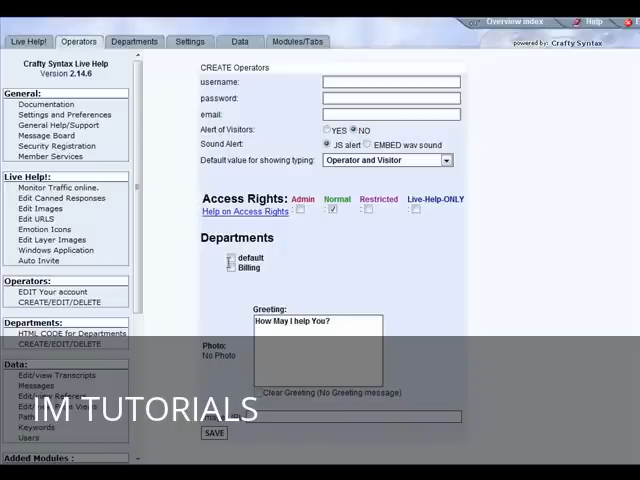 Overview index Help
Live Help! Operators Departments Settings Data Modules/Tabs
powered by: Crafty Syntax
Crafty Syntax Live Help
Version 2.14.6
General:
Documentation
Settings and Preferences
General Help/Support
Message Board
Security Registration
Member Services
Live Help!:
Monitor Traffic online.
Edit Canned Responses
Edit Images
Edit URLS
Emotion Icons
Edit Layer Images
Windows Application
Auto Invite
Operators:
EDIT Your account
CREATE/EDIT/DELETE
Departments:
HTML CODE for Departments
CREATE/EDIT/DELETE
Data:
Edit/view Transcripts
Messages
Edit/view
Keywords
Users
Added Modules :
CREATE Operators
username:
password:
email:
Alert of Visitors: YES NO
Sound Alert: JS alert EMBED wav sound
Default value for showing typing: Operator and Visitor
Access Rights: Admin Normal Restricted Live-Help-ONLY
Help on Access Rights
Departments
default
Billing
Greeting:
How May I help You?
Photo:
No Photo
Clear Greeting (No Greeting message)
SAVE
IM TUTORIALS